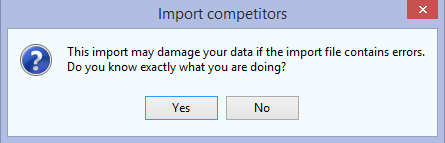 Import competitors
This import may damage your data if the import file contains errors.
Do you know exactly what you are doing?
Yes
No